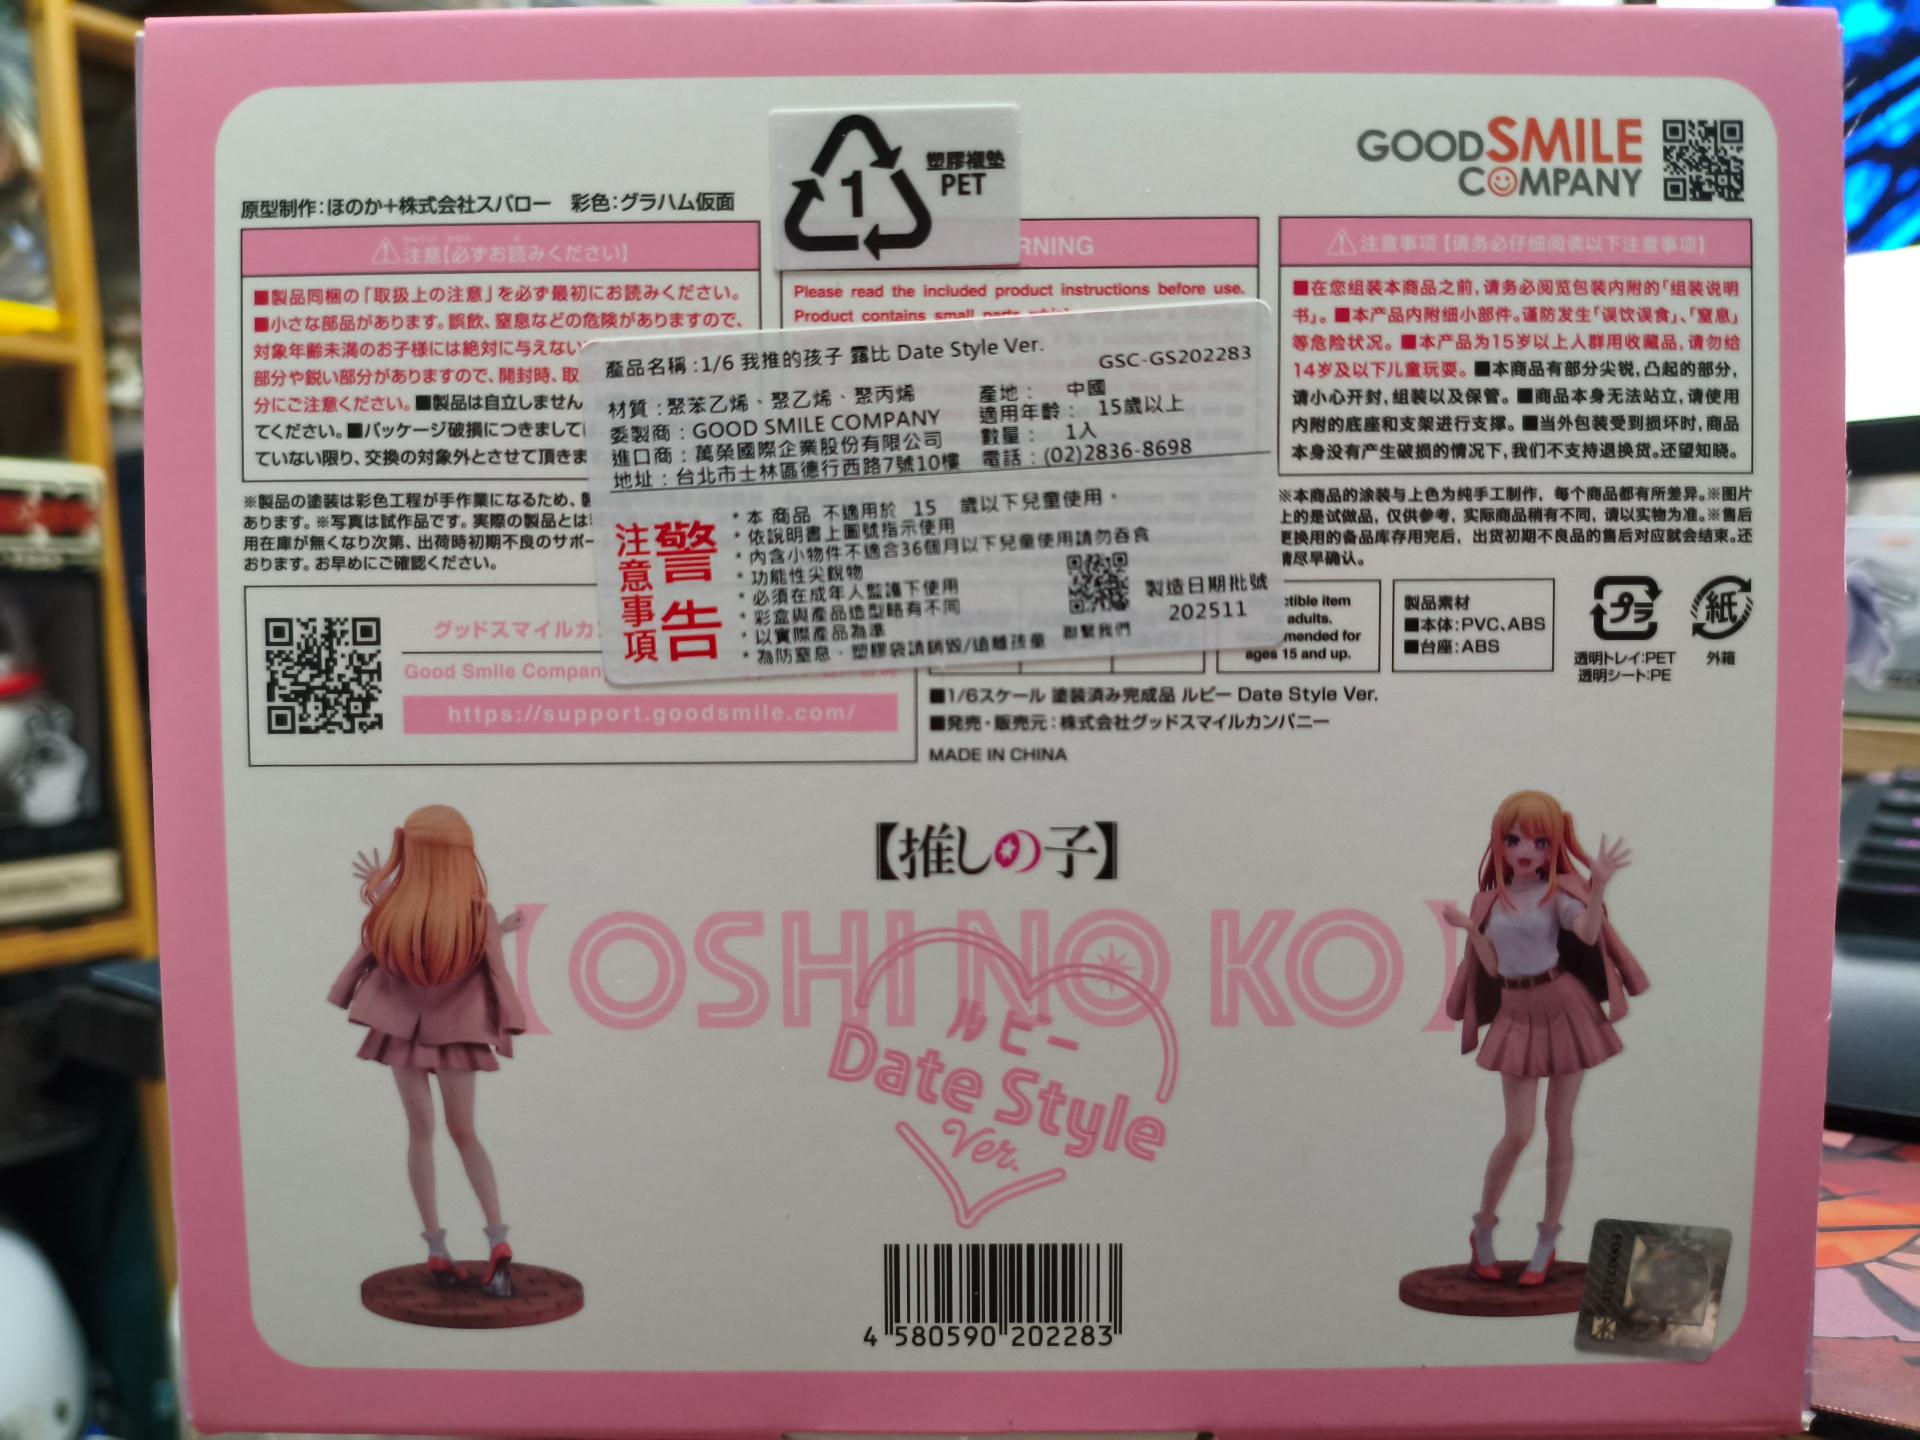 原型制作：ほのか＋株式会社スパロー　彩色：グラハム仮面
塑膠襯墊
PET
1
GOOD SMILE
COMPANY
注意【必ずお読みください】
■製品同梱の「取扱上の注意」を必ず最初にお読みください。
■小さな部品があります。誤飲、窒息などの危険がありますので、
対象年齢未満のお子様には絶対に与えない
部分や鋭い部分がありますので、開封時、取
分にご注意ください。■製品は自立しません
てください。■パッケージ破損につきまして
ていない限り、交換の対象外とさせて頂きま
RNING
Please read the included product instructions before use.
Product contains small parts
注意事項【请务必仔细阅读以下注意事项】
■在您组装本商品之前，请务必阅览包装内附的「组装说明
书」。■本产品内附细小部件。谨防发生「误饮误食」、「窒息」
等危险状况。■本产品为15岁以上人群用收藏品，请勿给
14岁及以下儿童玩耍。■本商品有部分尖锐，凸起的部分，
请小心开封，组装以及保管。■商品本身无法站立，请使用
内附的底座和支架进行支撑。■当外包装受到损坏时，商品
本身没有产生破损的情况下，我们不支持退换货。还望知晓。
產品名稱：1/6 我推的孩子 露比 Date Style Ver.
GSC-GS202283
材質：聚苯乙烯、聚乙烯、聚丙烯
產地：　中國
委製商：GOOD SMILE COMPANY
適用年齡：　15歲以上
進口商：萬榮國際企業股份有限公司
數量：　1入
地址：台北市士林區德行西路7號10樓
電話：(02)2836-8698
警告
注意事項
*本 商品 不適用於 15 歲以下兒童使用。
*依說明書上圖號指示使用
*內含小物件不適合36個月以下兒童使用請勿吞食
*功能性尖銳物
*必須在成年人監護下使用
*彩盒與產品造型略有不同
*以實際產品為準
*為防窒息、塑膠袋請銷毀/遠離孩童
聯繫我們
製造日期批號
202511
※製品の塗装は彩色工程が手作業になるため、製
あります。※写真は試作品です。実際の製品とは
用在庫が無くなり次第、出荷時初期不良のサポー
おります。お早めにご確認ください。
※本商品的涂装与上色为纯手工制作，每个商品都有所差异。※图片
上的是试做品，仅供参考，实际商品稍有不同，请以实物为准。※售后
更换用的备品库存用完后，出货初期不良品的售后对应就会结束。还
请尽早确认。
グッドスマイルカ
Good Smile Compan
https://support.goodsmile.com/
ctible item
adults.
mended for
ages 15 and up.
製品素材
■本体：PVC、ABS
■台座：ABS
プラ
透明トレイ：PET
透明シート：PE
紙
外箱
■1/6スケール 塗装済み完成品 ルビー Date Style Ver.
■発売・販売元：株式会社グッドスマイルカンパニー
MADE IN CHINA
【推しの子】
【OSHI NO KO】
ルビー
Date Style
Ver.
4 580590 202283